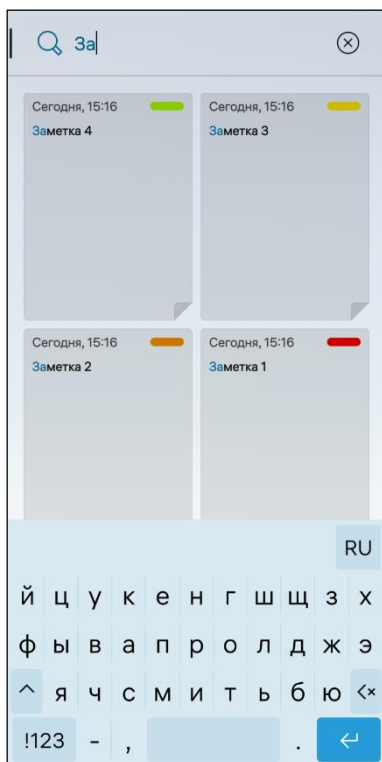 За
Сегодня, 15:16 Сегодня, 15:16
Заметка 4 Заметка 3
Сегодня, 15:16 Сегодня, 15:16
Заметка 2 Заметка 1
RU
й ц у к е н г ш щ з х
ф ы в а п р о л д ж э
я ч с м и т ь б ю
!123 - , .